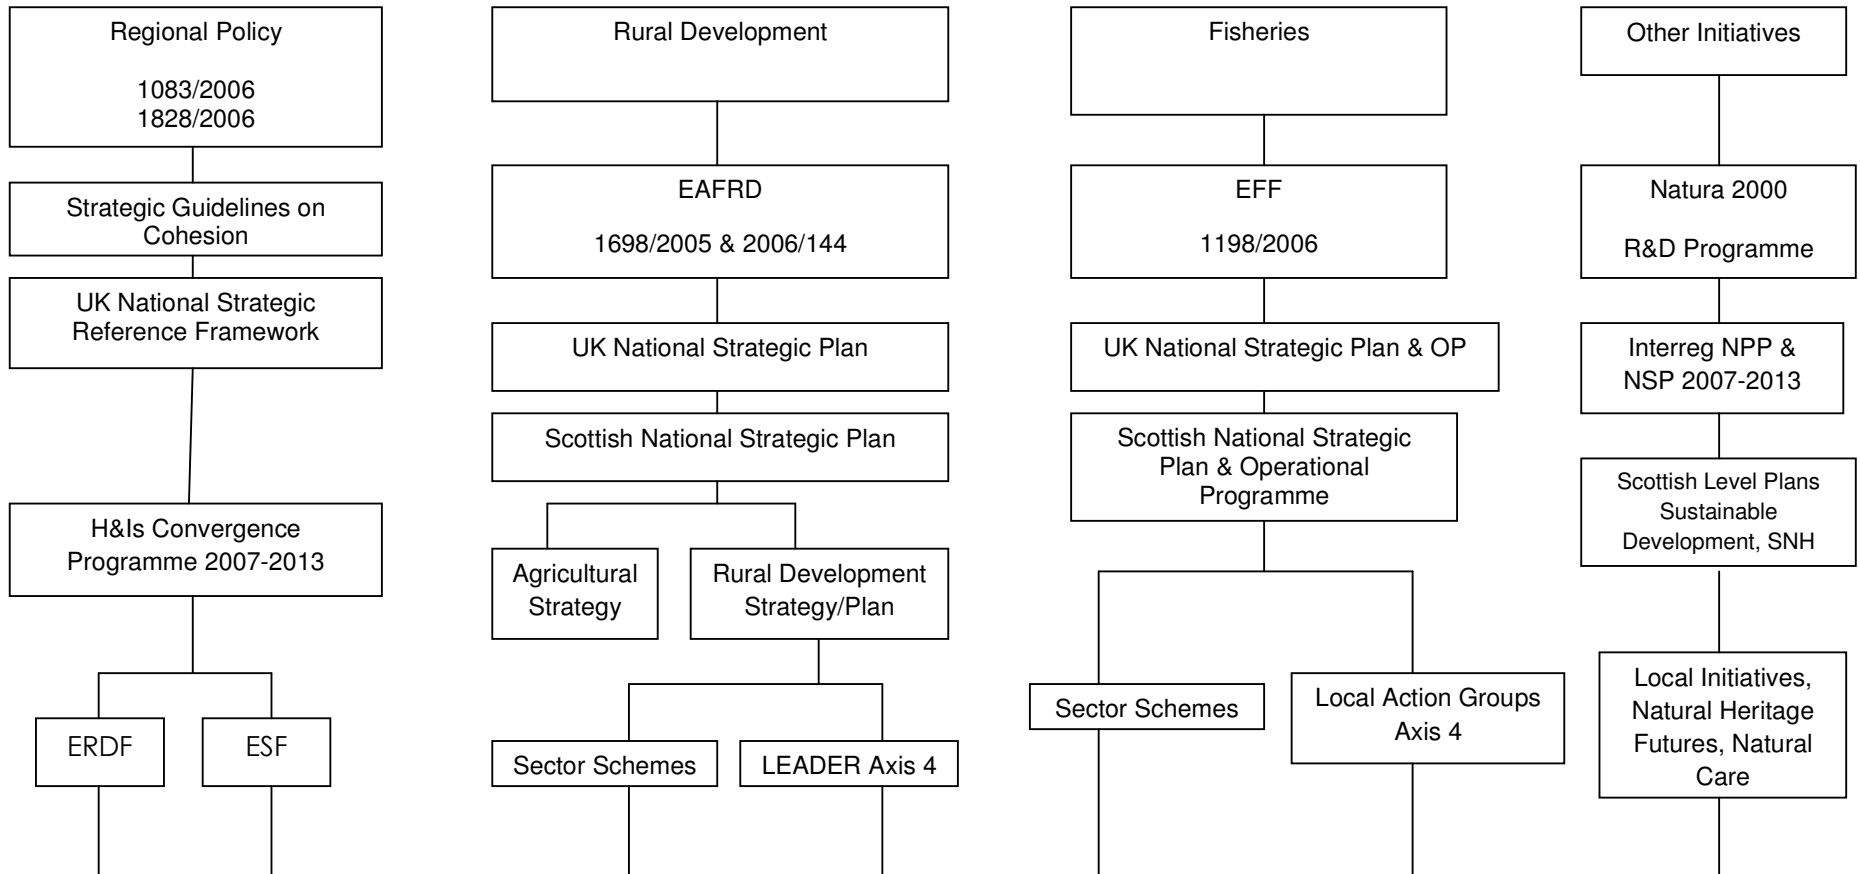 Regional Policy
1083/2006
1828/2006
Strategic Guidelines on
Cohesion
UK National Strategic
Reference Framework
H&Is Convergence
Programme 2007-2013
ERDF
ESF
Rural Development
EAFRD
1698/2005 & 2006/144
UK National Strategic Plan
Scottish National Strategic Plan
Agricultural
Strategy
Rural Development
Strategy/Plan
Sector Schemes
LEADER Axis 4
Fisheries
EFF
1198/2006
UK National Strategic Plan & OP
Scottish National Strategic
Plan & Operational
Programme
Sector Schemes
Local Action Groups
Axis 4
Other Initiatives
Natura 2000
R&D Programme
Interreg NPP &
NSP 2007-2013
Scottish Level Plans
Sustainable
Development, SNH
Local Initiatives,
Natural Heritage
Futures, Natural
Care